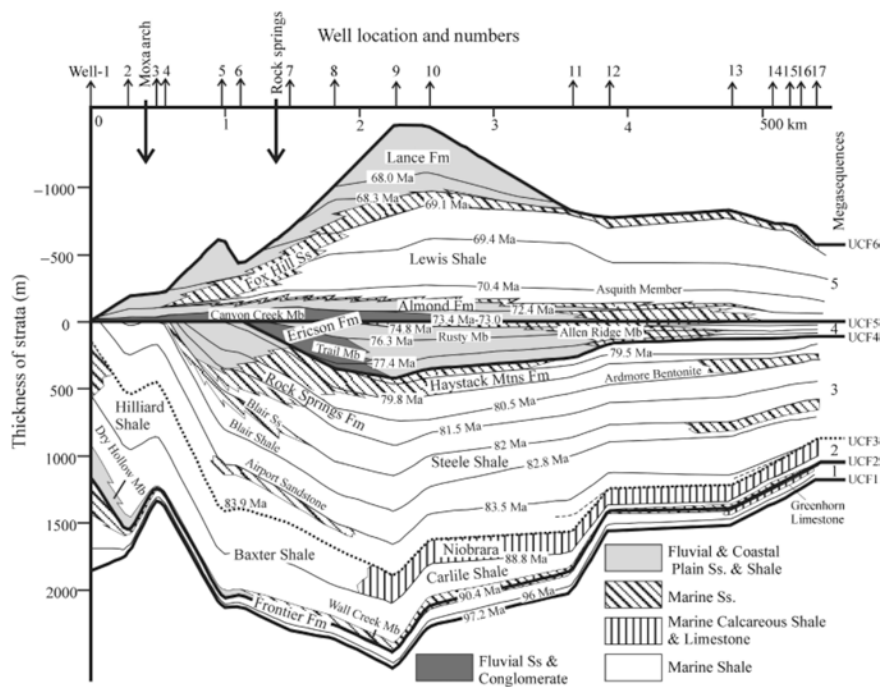 Well location and numbers
Well-1 2 Moxa arch 3 4 5 6 Rock springs 7 8 9 10 11 12 13 14 15 16 17
0 1 2 3 4 500 km
Megasequences
Thickness of strata (m)
−1000
−500
0
500
1000
1500
2000
Lance Fm
68.0 Ma
68.3 Ma
69.1 Ma
Fox Hill Ss
69.4 Ma
Lewis Shale
70.4 Ma
Asquith Member
Almond Fm
72.4 Ma
Canyon Creek Mb
73.4 Ma-73.0
Ericson Fm
74.8 Ma
Rusty Mb
Allen Ridge Mb
76.3 Ma
Trail Mb
77.4 Ma
79.5 Ma
79.8 Ma
Haystack Mtns Fm
Ardmore Bentonite
Rock Springs Fm
80.5 Ma
81.5 Ma
Blair Ss
Blair Shale
82 Ma
Steele Shale
82.8 Ma
Hilliard
Shale
Dry Hollow Mb
Airport Sandstone
83.9 Ma
83.5 Ma
Baxter Shale
Niobrara
88.8 Ma
Carlile Shale
Wall Creek Mb
90.4 Ma
96 Ma
97.2 Ma
Frontier Fm
Greenhorn
Limestone
UCF6
5
UCF5
4
UCF4
3
UCF3
2
UCF2
1
UCF1
Fluvial & Coastal
Plain Ss. & Shale
Marine Ss.
Marine Calcareous Shale
& Limestone
Marine Shale
Fluvial Ss &
Conglomerate